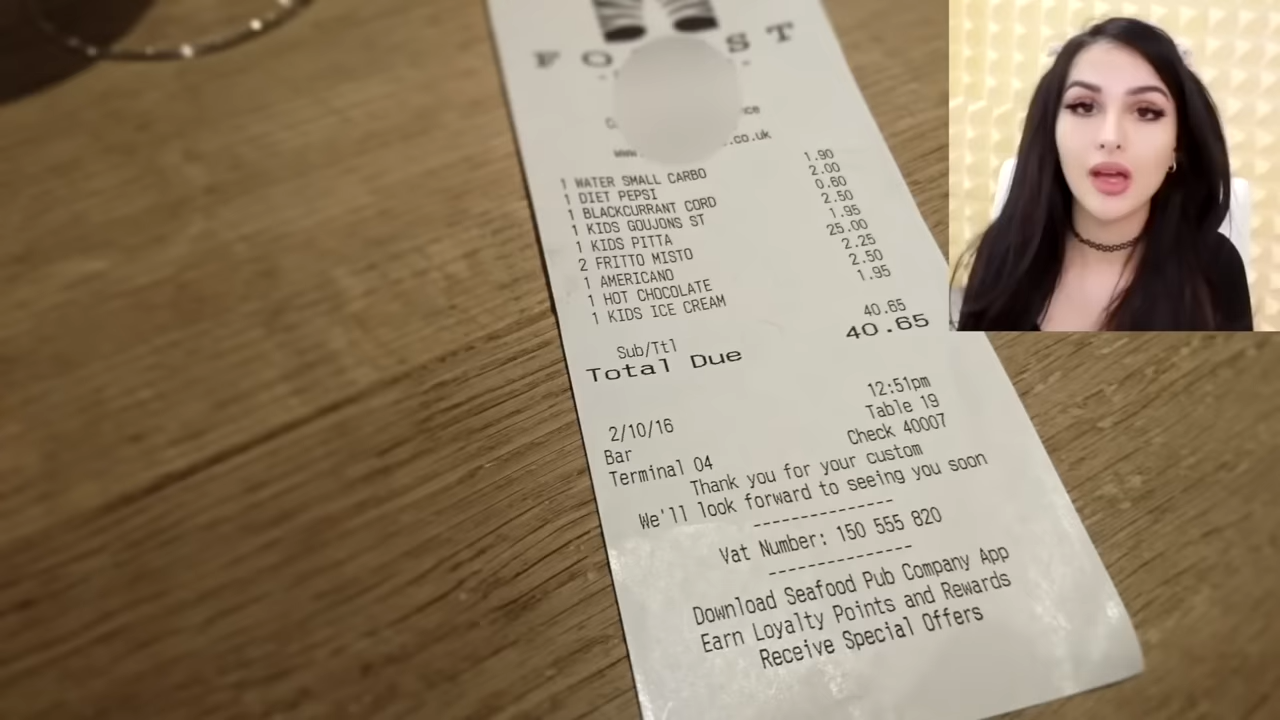 FO ST
ce
www. .co.uk
1 WATER SMALL CARBO 1.90
1 DIET PEPSI 2.00
1 BLACKCURRANT CORD 0.60
1 KIDS GOUJONS ST 2.50
1 KIDS PITTA 1.95
2 FRITTO MISTO 25.00
1 AMERICANO 2.25
1 HOT CHOCOLATE 2.50
1 KIDS ICE CREAM 1.95
Sub/Ttl 40.65
Total Due 40.65
2/10/16 12:51pm
Bar Table 19
Terminal 04 Check 40007
Thank you for your custom
We'll look forward to seeing you soon
---------------
Vat Number: 150 555 820
---------------
Download Seafood Pub Company App
Earn Loyalty Points and Rewards
Receive Special Offers